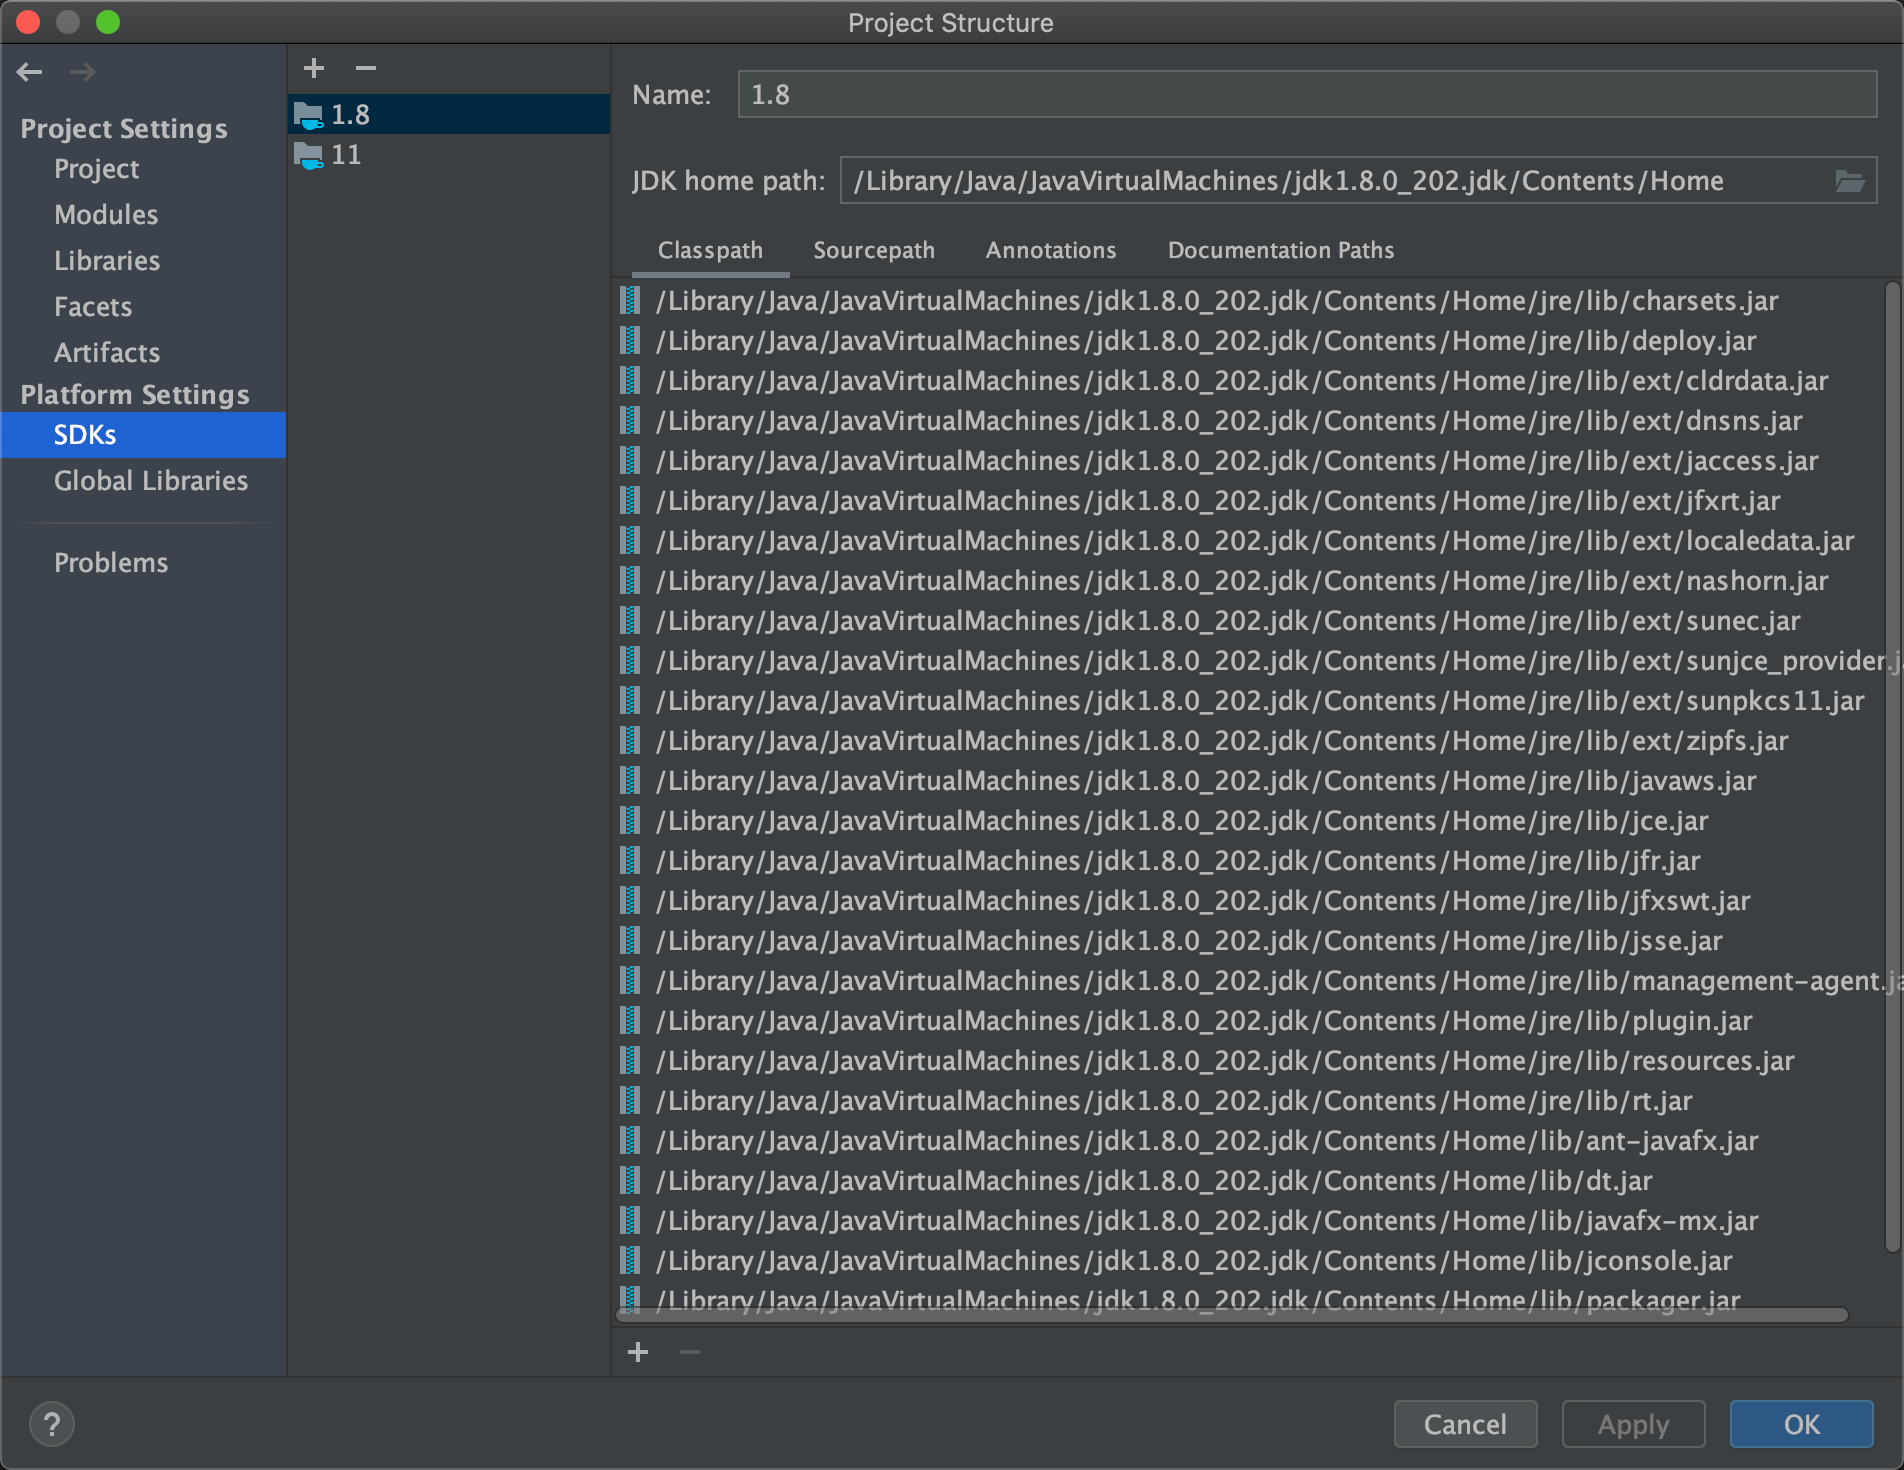 Project Structure
Project Settings
Project
Modules
Libraries
Facets
Artifacts
Platform Settings
SDKs
Global Libraries
Problems
1.8
11
Name: 1.8
JDK home path: /Library/Java/JavaVirtualMachines/jdk1.8.0_202.jdk/Contents/Home
Classpath Sourcepath Annotations Documentation Paths
/Library/Java/JavaVirtualMachines/jdk1.8.0_202.jdk/Contents/Home/jre/lib/charsets.jar
/Library/Java/JavaVirtualMachines/jdk1.8.0_202.jdk/Contents/Home/jre/lib/deploy.jar
/Library/Java/JavaVirtualMachines/jdk1.8.0_202.jdk/Contents/Home/jre/lib/ext/cldrdata.jar
/Library/Java/JavaVirtualMachines/jdk1.8.0_202.jdk/Contents/Home/jre/lib/ext/dnsns.jar
/Library/Java/JavaVirtualMachines/jdk1.8.0_202.jdk/Contents/Home/jre/lib/ext/jaccess.jar
/Library/Java/JavaVirtualMachines/jdk1.8.0_202.jdk/Contents/Home/jre/lib/ext/jfxrt.jar
/Library/Java/JavaVirtualMachines/jdk1.8.0_202.jdk/Contents/Home/jre/lib/ext/localedata.jar
/Library/Java/JavaVirtualMachines/jdk1.8.0_202.jdk/Contents/Home/jre/lib/ext/nashorn.jar
/Library/Java/JavaVirtualMachines/jdk1.8.0_202.jdk/Contents/Home/jre/lib/ext/sunec.jar
/Library/Java/JavaVirtualMachines/jdk1.8.0_202.jdk/Contents/Home/jre/lib/ext/sunjce_provider.j
/Library/Java/JavaVirtualMachines/jdk1.8.0_202.jdk/Contents/Home/jre/lib/ext/sunpkcs11.jar
/Library/Java/JavaVirtualMachines/jdk1.8.0_202.jdk/Contents/Home/jre/lib/ext/zipfs.jar
/Library/Java/JavaVirtualMachines/jdk1.8.0_202.jdk/Contents/Home/jre/lib/javaws.jar
/Library/Java/JavaVirtualMachines/jdk1.8.0_202.jdk/Contents/Home/jre/lib/jce.jar
/Library/Java/JavaVirtualMachines/jdk1.8.0_202.jdk/Contents/Home/jre/lib/jfr.jar
/Library/Java/JavaVirtualMachines/jdk1.8.0_202.jdk/Contents/Home/jre/lib/jfxswt.jar
/Library/Java/JavaVirtualMachines/jdk1.8.0_202.jdk/Contents/Home/jre/lib/jsse.jar
/Library/Java/JavaVirtualMachines/jdk1.8.0_202.jdk/Contents/Home/jre/lib/management-agent.ja
/Library/Java/JavaVirtualMachines/jdk1.8.0_202.jdk/Contents/Home/jre/lib/plugin.jar
/Library/Java/JavaVirtualMachines/jdk1.8.0_202.jdk/Contents/Home/jre/lib/resources.jar
/Library/Java/JavaVirtualMachines/jdk1.8.0_202.jdk/Contents/Home/jre/lib/rt.jar
/Library/Java/JavaVirtualMachines/jdk1.8.0_202.jdk/Contents/Home/lib/ant-javafx.jar
/Library/Java/JavaVirtualMachines/jdk1.8.0_202.jdk/Contents/Home/lib/dt.jar
/Library/Java/JavaVirtualMachines/jdk1.8.0_202.jdk/Contents/Home/lib/javafx-mx.jar
/Library/Java/JavaVirtualMachines/jdk1.8.0_202.jdk/Contents/Home/lib/jconsole.jar
/Library/Java/JavaVirtualMachines/jdk1.8.0_202.jdk/Contents/Home/lib/packager.jar
? Cancel Apply OK